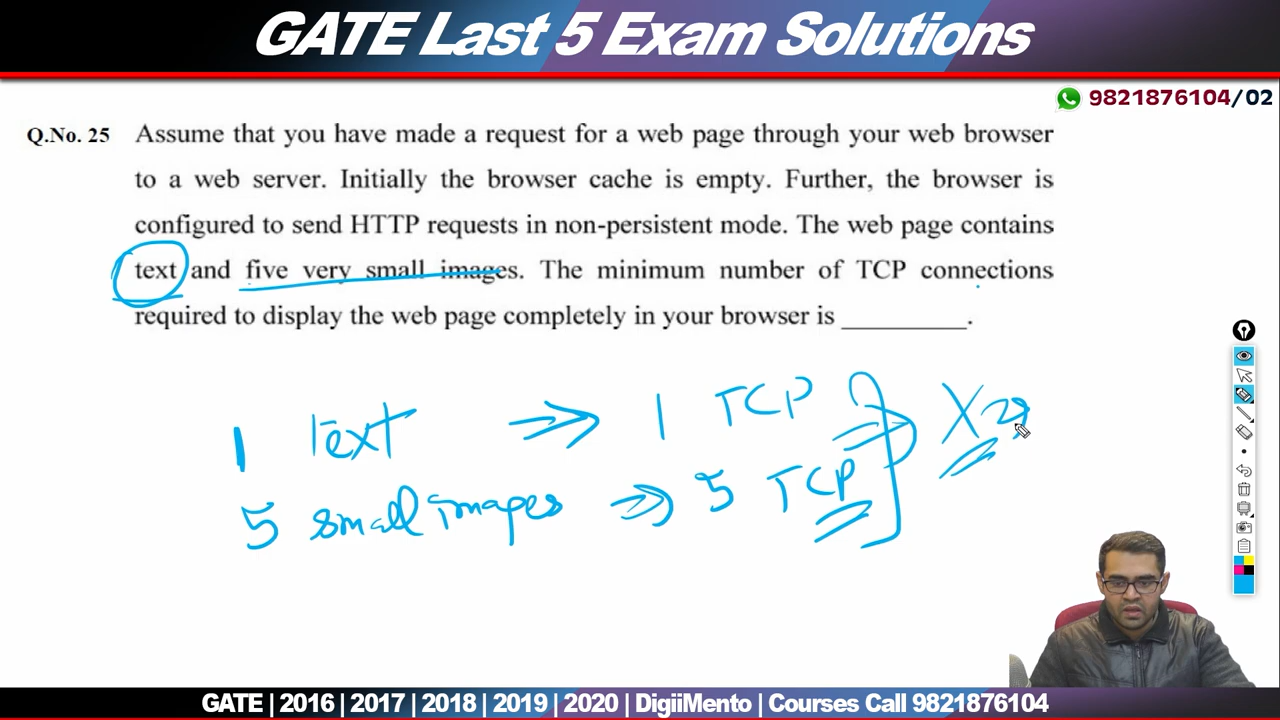 GATE Last 5 Exam Solutions
9821876104/02
Q.No. 25 Assume that you have made a request for a web page through your web browser
to a web server. Initially the browser cache is empty. Further, the browser is
configured to send HTTP requests in non-persistent mode. The web page contains
text and five very small images. The minimum number of TCP connections
required to display the web page completely in your browser is __________.
1 Text ⇒ 1 TCP
5 small images ⇒ 5 TCP
GATE | 2016 | 2017 | 2018 | 2019 | 2020 | DigiiMento | Courses Call 9821876104